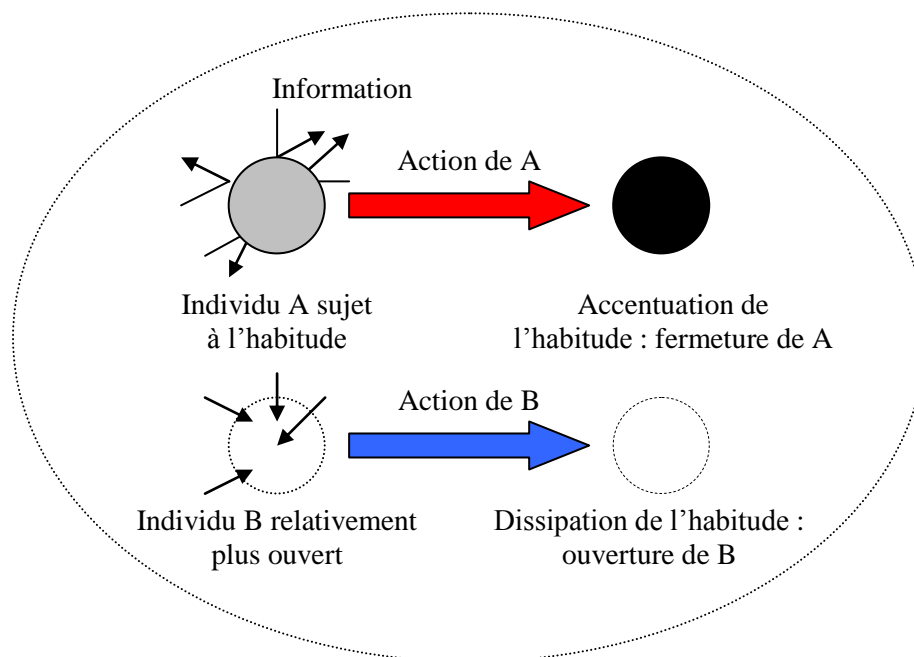 Information
Action de A
Individu A sujet
à l’habitude
Accentuation de
l’habitude : fermeture de A
Action de B
Individu B relativement
plus ouvert
Dissipation de l’habitude :
ouverture de B